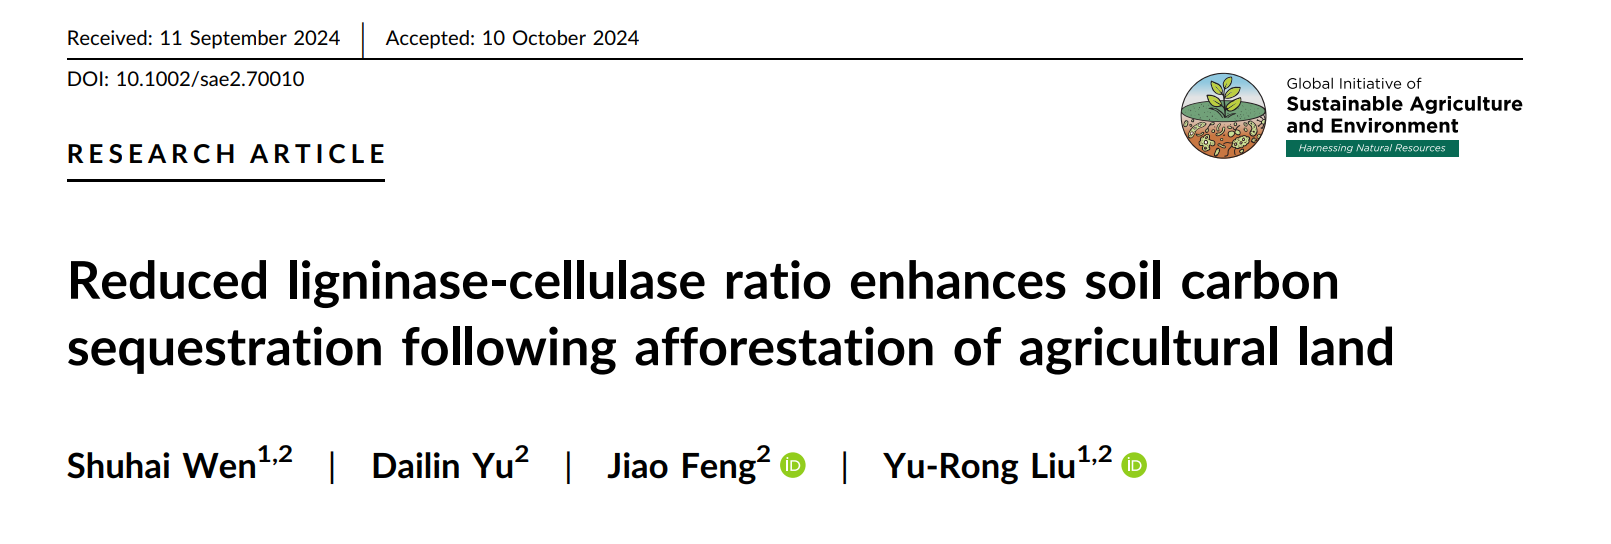 Received: 11 September 2024 | Accepted: 10 October 2024
DOI: 10.1002/sae2.70010
Global Initiative of
Sustainable Agriculture
and Environment
Harnessing Natural Resources
RESEARCH ARTICLE
Reduced ligninase-cellulase ratio enhances soil carbon
sequestration following afforestation of agricultural land
Shuhai Wen1,2 | Dailin Yu2 | Jiao Feng2 iD | Yu-Rong Liu1,2 iD